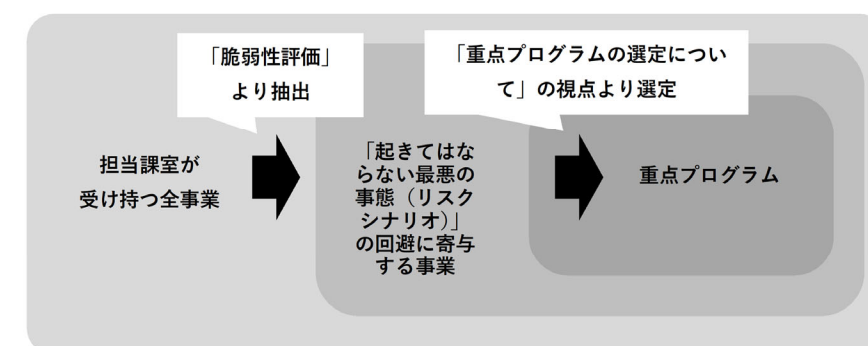 「脆弱性評価」
より抽出
「重点プログラムの選定につい
て」の視点より選定
担当課室が
受け持つ全事業
「起きてはな
らない最悪の
事態（リスク
シナリオ）」
の回避に寄与
する事業
重点プログラム